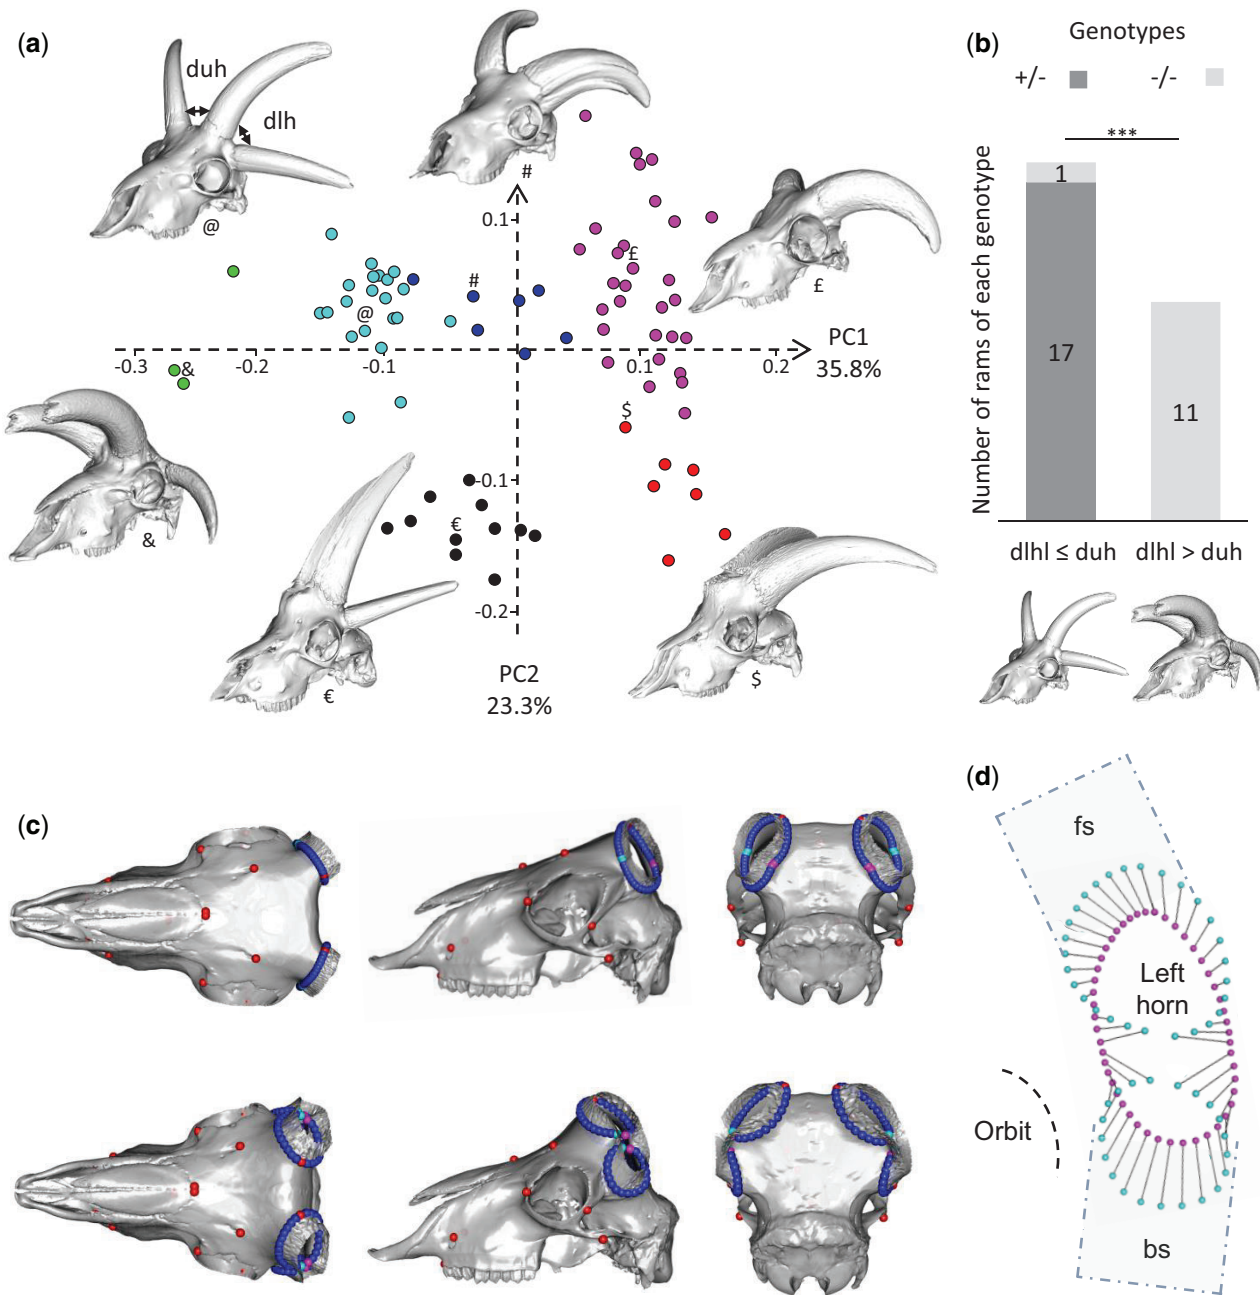 (a)
duh
dlh
@
#
£
#
0.1
£
@
-0.3
-0.2
-0.1
0.1
0.2
PC1
35.8%
&
$
&
-0.1
€
-0.2
€
PC2
23.3%
$
(b)
Genotypes
+/-
-/-
***
Number of rams of each genotype
1
17
11
dlhl ≤ duh
dlhl > duh
(c)
(d)
fs
Left
horn
Orbit
bs